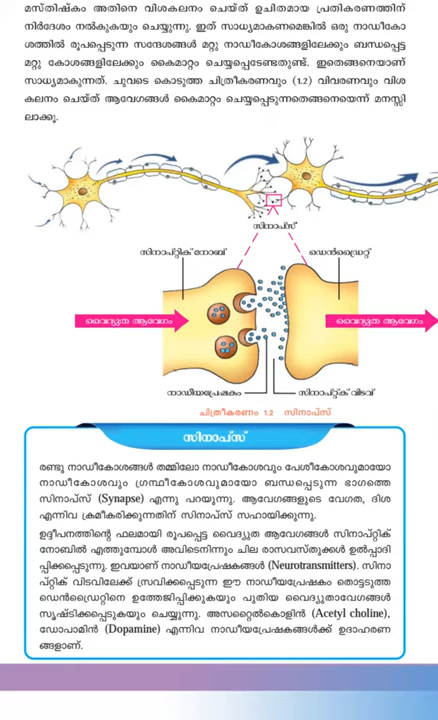 മസ്തിഷ്കം അതിനെ വിശകലനം ചെയ്ത് ഉചിതമായ പ്രതികരണത്തിന്
നിർദേശം നൽകുകയും ചെയ്യുന്നു. ഇത് സാധ്യമാകണമെങ്കിൽ ഒരു നാഡീകോ
ശത്തിൽ രൂപപ്പെടുന്ന സന്ദേശങ്ങൾ മറ്റു നാഡീകോശങ്ങളിലേക്കും ബന്ധപ്പെട്ട
മറ്റു കോശങ്ങളിലേക്കും കൈമാറ്റം ചെയ്യപ്പെടേണ്ടതുണ്ട്. ഇതെങ്ങനെയാണ്
സാധ്യമാകുന്നത്. ചുവടെ കൊടുത്ത ചിത്രീകരണവും (1.2) വിവരണവും വിശ
കലനം ചെയ്ത് ആവേഗങ്ങൾ കൈമാറ്റം ചെയ്യപ്പെടുന്നതെങ്ങനെയെന്ന് മനസ്സി
ലാക്കൂ.
സിനാപ്സ്
സിനാപ്റ്റിക് നോബ്
ഡെൻഡ്രൈറ്റ്
വൈദ്യുത ആവേഗം
വൈദ്യുത ആവേഗം
നാഡീയപ്രേഷകം
സിനാപ്റ്റിക് വിടവ്
ചിത്രീകരണം 1.2 സിനാപ്സ്
സിനാപ്സ്
രണ്ടു നാഡീകോശങ്ങൾ തമ്മിലോ നാഡീകോശവും പേശീകോശവുമായോ
നാഡീകോശവും ഗ്രന്ഥീകോശവുമായോ ബന്ധപ്പെടുന്ന ഭാഗത്തെ
സിനാപ്സ് (Synapse) എന്നു പറയുന്നു. ആവേഗങ്ങളുടെ വേഗത, ദിശ
എന്നിവ ക്രമീകരിക്കുന്നതിന് സിനാപ്സ് സഹായിക്കുന്നു.
ഉദ്ദീപനത്തിന്റെ ഫലമായി രൂപപ്പെട്ട വൈദ്യുത ആവേഗങ്ങൾ സിനാപ്റ്റിക്
നോബിൽ എത്തുമ്പോൾ അവിടെനിന്നും ചില രാസവസ്തുക്കൾ ഉൽപ്പാദി
പ്പിക്കപ്പെടുന്നു. ഇവയാണ് നാഡീയപ്രേഷകങ്ങൾ (Neurotransmitters). സിനാ
പ്റ്റിക് വിടവിലേക്ക് സ്രവിക്കപ്പെടുന്ന ഈ നാഡീയപ്രേഷകം തൊട്ടടുത്ത
ഡെൻഡ്രൈറ്റിനെ ഉത്തേജിപ്പിക്കുകയും പുതിയ വൈദ്യുതാവേഗങ്ങൾ
സൃഷ്ടിക്കപ്പെടുകയും ചെയ്യുന്നു. അസറ്റൈൽകൊളിൻ (Acetyl choline),
ഡോപാമിൻ (Dopamine) എന്നിവ നാഡീയപ്രേഷകങ്ങൾക്ക് ഉദാഹരണ
ങ്ങളാണ്.